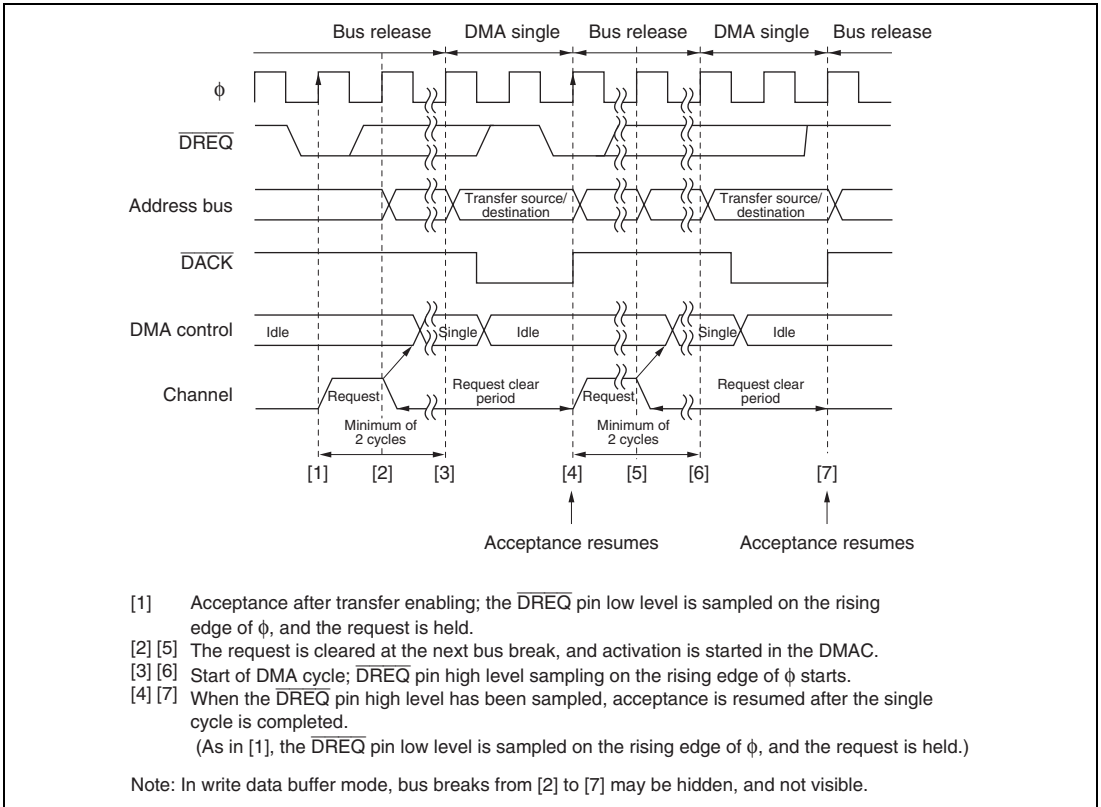 Bus release DMA single Bus release DMA single Bus release
ϕ
DREQ
Address bus Transfer source/ destination Transfer source/ destination
DACK
DMA control Idle Single Idle Single Idle
Channel Request Request clear period Request Request clear period
Minimum of 2 cycles Minimum of 2 cycles
[1] [2] [3] [4] [5] [6] [7]
Acceptance resumes Acceptance resumes
[1] Acceptance after transfer enabling; the DREQ pin low level is sampled on the rising
edge of ϕ, and the request is held.
[2] [5] The request is cleared at the next bus break, and activation is started in the DMAC.
[3] [6] Start of DMA cycle; DREQ pin high level sampling on the rising edge of ϕ starts.
[4] [7] When the DREQ pin high level has been sampled, acceptance is resumed after the single
cycle is completed.
(As in [1], the DREQ pin low level is sampled on the rising edge of ϕ, and the request is held.)
Note: In write data buffer mode, bus breaks from [2] to [7] may be hidden, and not visible.